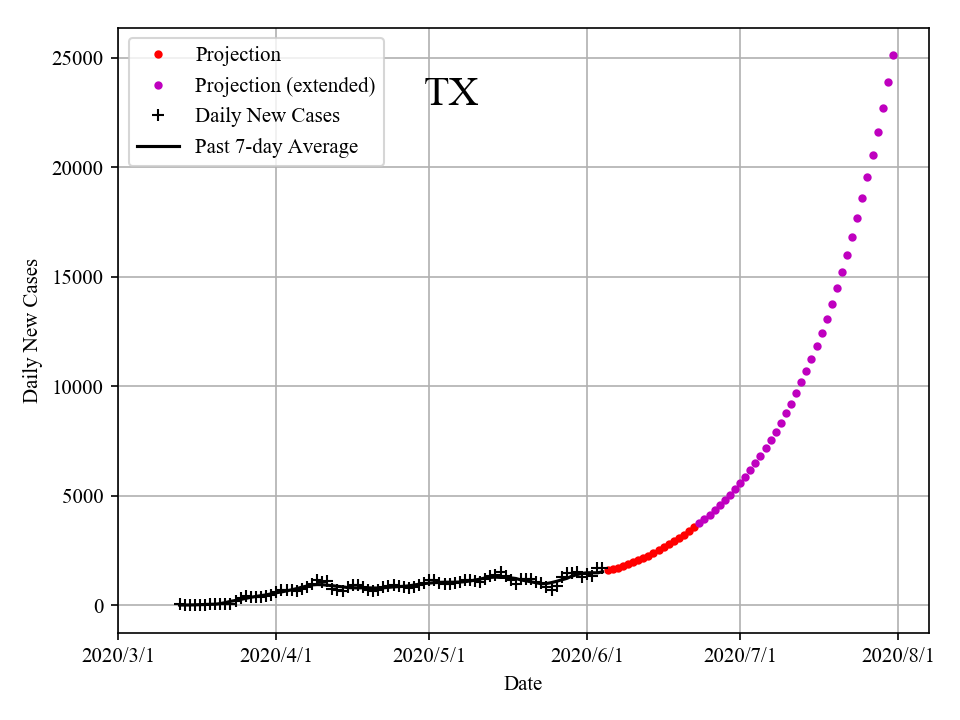 TX
Projection
Projection (extended)
Daily New Cases
Past 7-day Average
Daily New Cases
25000
20000
15000
10000
5000
0
2020/3/1 2020/4/1 2020/5/1 2020/6/1 2020/7/1 2020/8/1
Date